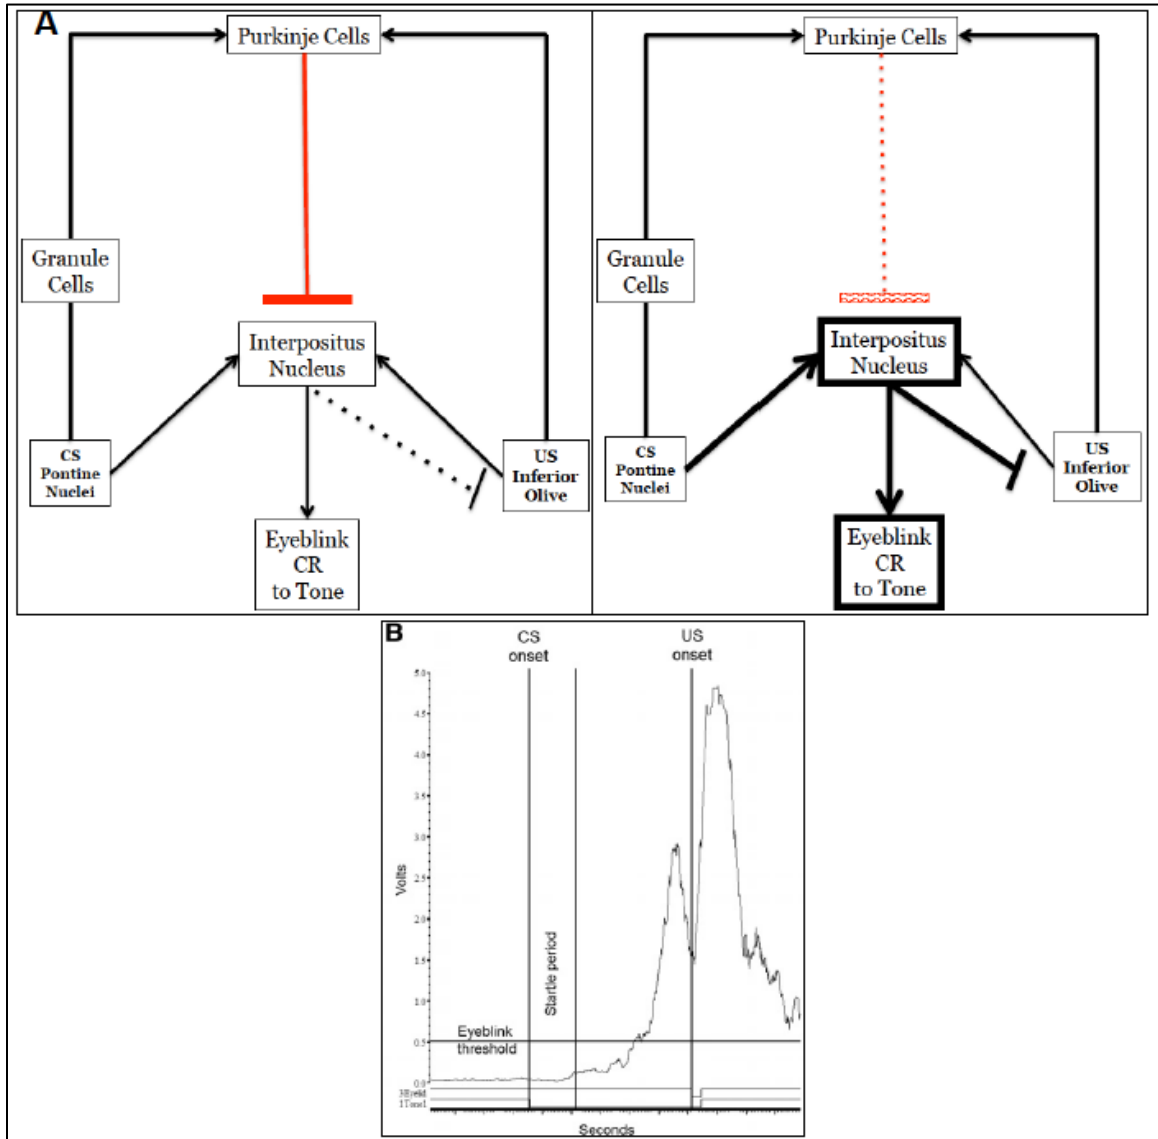 A
Purkinje Cells
Granule
Cells
Interpositus
Nucleus
CS
Pontine
Nuclei
US
Inferior
Olive
Eyeblink
CR
to Tone
Purkinje Cells
Granule
Cells
Interpositus
Nucleus
CS
Pontine
Nuclei
US
Inferior
Olive
Eyeblink
CR
to Tone
B
CS
onset
US
onset
5.0
4.5
4.0
3.5
3.0
2.5
2.0
1.5
1.0
0.5
0.0
Volts
Startle period
Eyeblink
threshold
1Tone1
Seconds